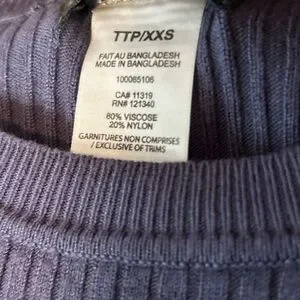 TTP/XXS
FAIT AU BANGLADESH
MADE IN BANGLADESH
100065106
CA# 11319
RN# 121340
80% VISCOSE
20% NYLON
GARNITURES NON COMPRISES
/ EXCLUSIVE OF TRIMS